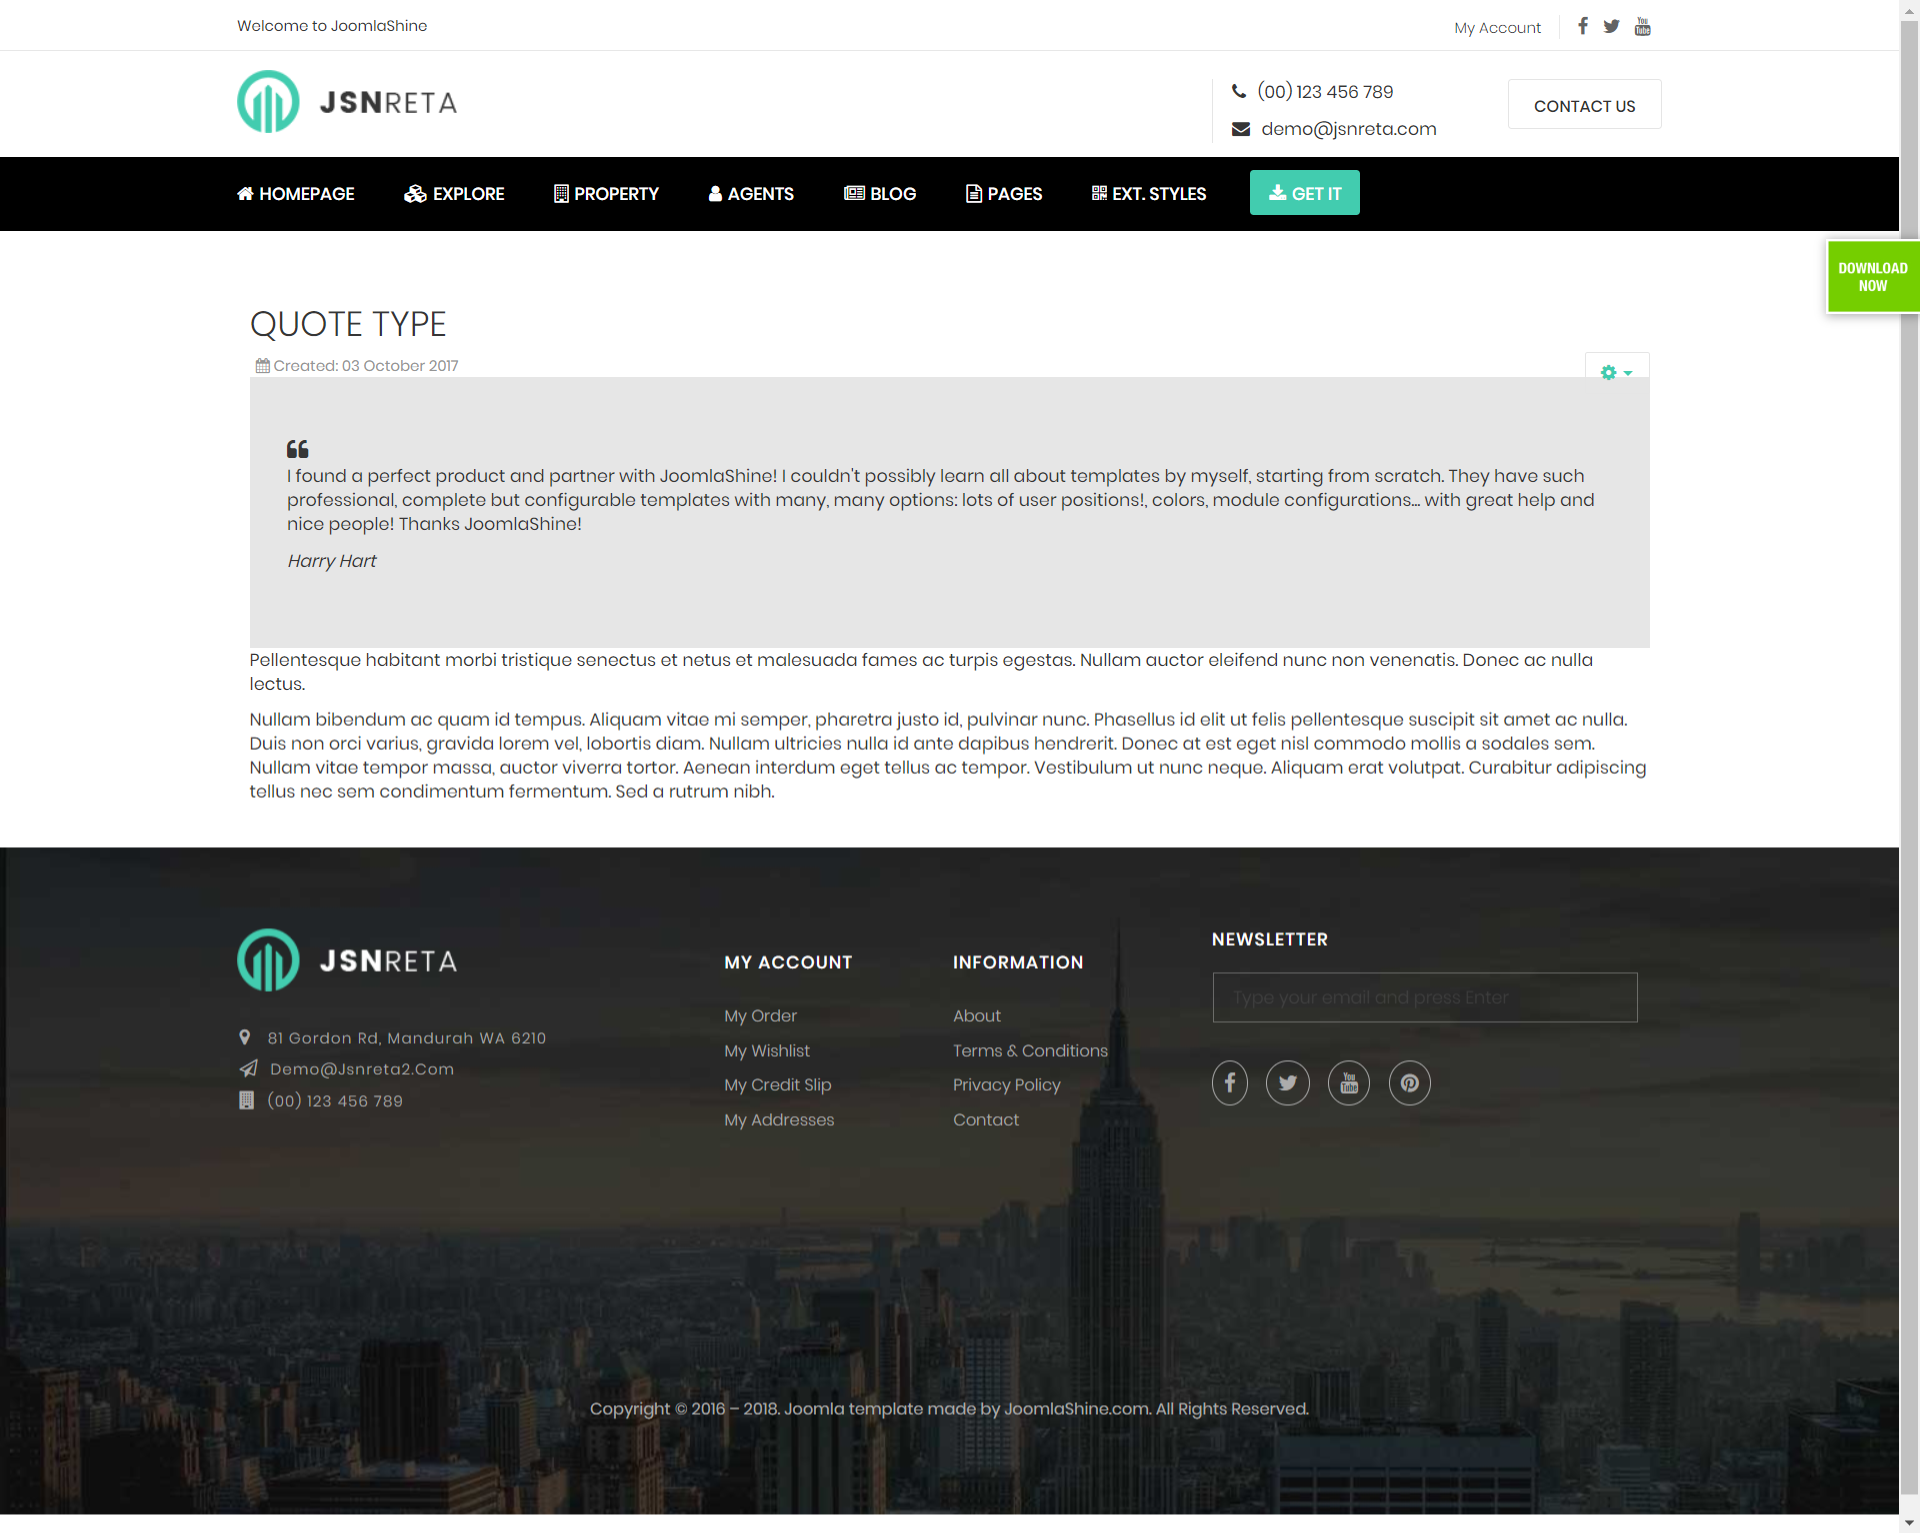 Welcome to JoomlaShine
My Account
JSNRETA
(00) 123 456 789
demo@jsnreta.com
CONTACT US
HOMEPAGE EXPLORE PROPERTY AGENTS BLOG PAGES EXT. STYLES GET IT
DOWNLOAD
NOW
QUOTE TYPE
Created: 03 October 2017
I found a perfect product and partner with JoomlaShine! I couldn't possibly learn all about templates by myself, starting from scratch. They have such
professional, complete but configurable templates with many, many options: lots of user positions!, colors, module configurations... with great help and
nice people! Thanks JoomlaShine!
Harry Hart
Pellentesque habitant morbi tristique senectus et netus et malesuada fames ac turpis egestas. Nullam auctor eleifend nunc non venenatis. Donec ac nulla
lectus.
Nullam bibendum ac quam id tempus. Aliquam vitae mi semper, pharetra justo id, pulvinar nunc. Phasellus id elit ut felis pellentesque suscipit sit amet ac nulla.
Duis non orci varius, gravida lorem vel, lobortis diam. Nullam ultricies nulla id ante dapibus hendrerit. Donec at est eget nisl commodo mollis a sodales sem.
Nullam vitae tempor massa, auctor viverra tortor. Aenean interdum eget tellus ac tempor. Vestibulum ut nunc neque. Aliquam erat volutpat. Curabitur adipiscing
tellus nec sem condimentum fermentum. Sed a rutrum nibh.
JSNRETA
81 Gordon Rd, Mandurah WA 6210
Demo@Jsnreta2.Com
(00) 123 456 789
MY ACCOUNT
My Order
My Wishlist
My Credit Slip
My Addresses
INFORMATION
About
Terms & Conditions
Privacy Policy
Contact
NEWSLETTER
Type your email and press Enter
You
Tube
Copyright © 2016 – 2018. Joomla template made by JoomlaShine.com. All Rights Reserved.